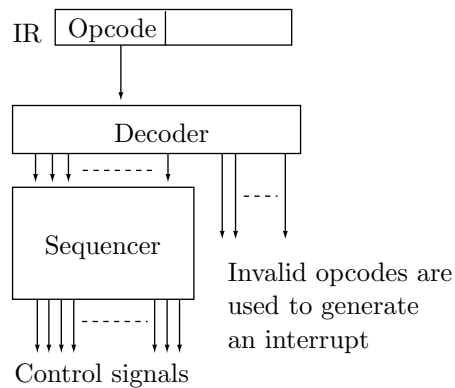 IR
Opcode
Decoder
Sequencer
Invalid opcodes are
used to generate
an interrupt
Control signals